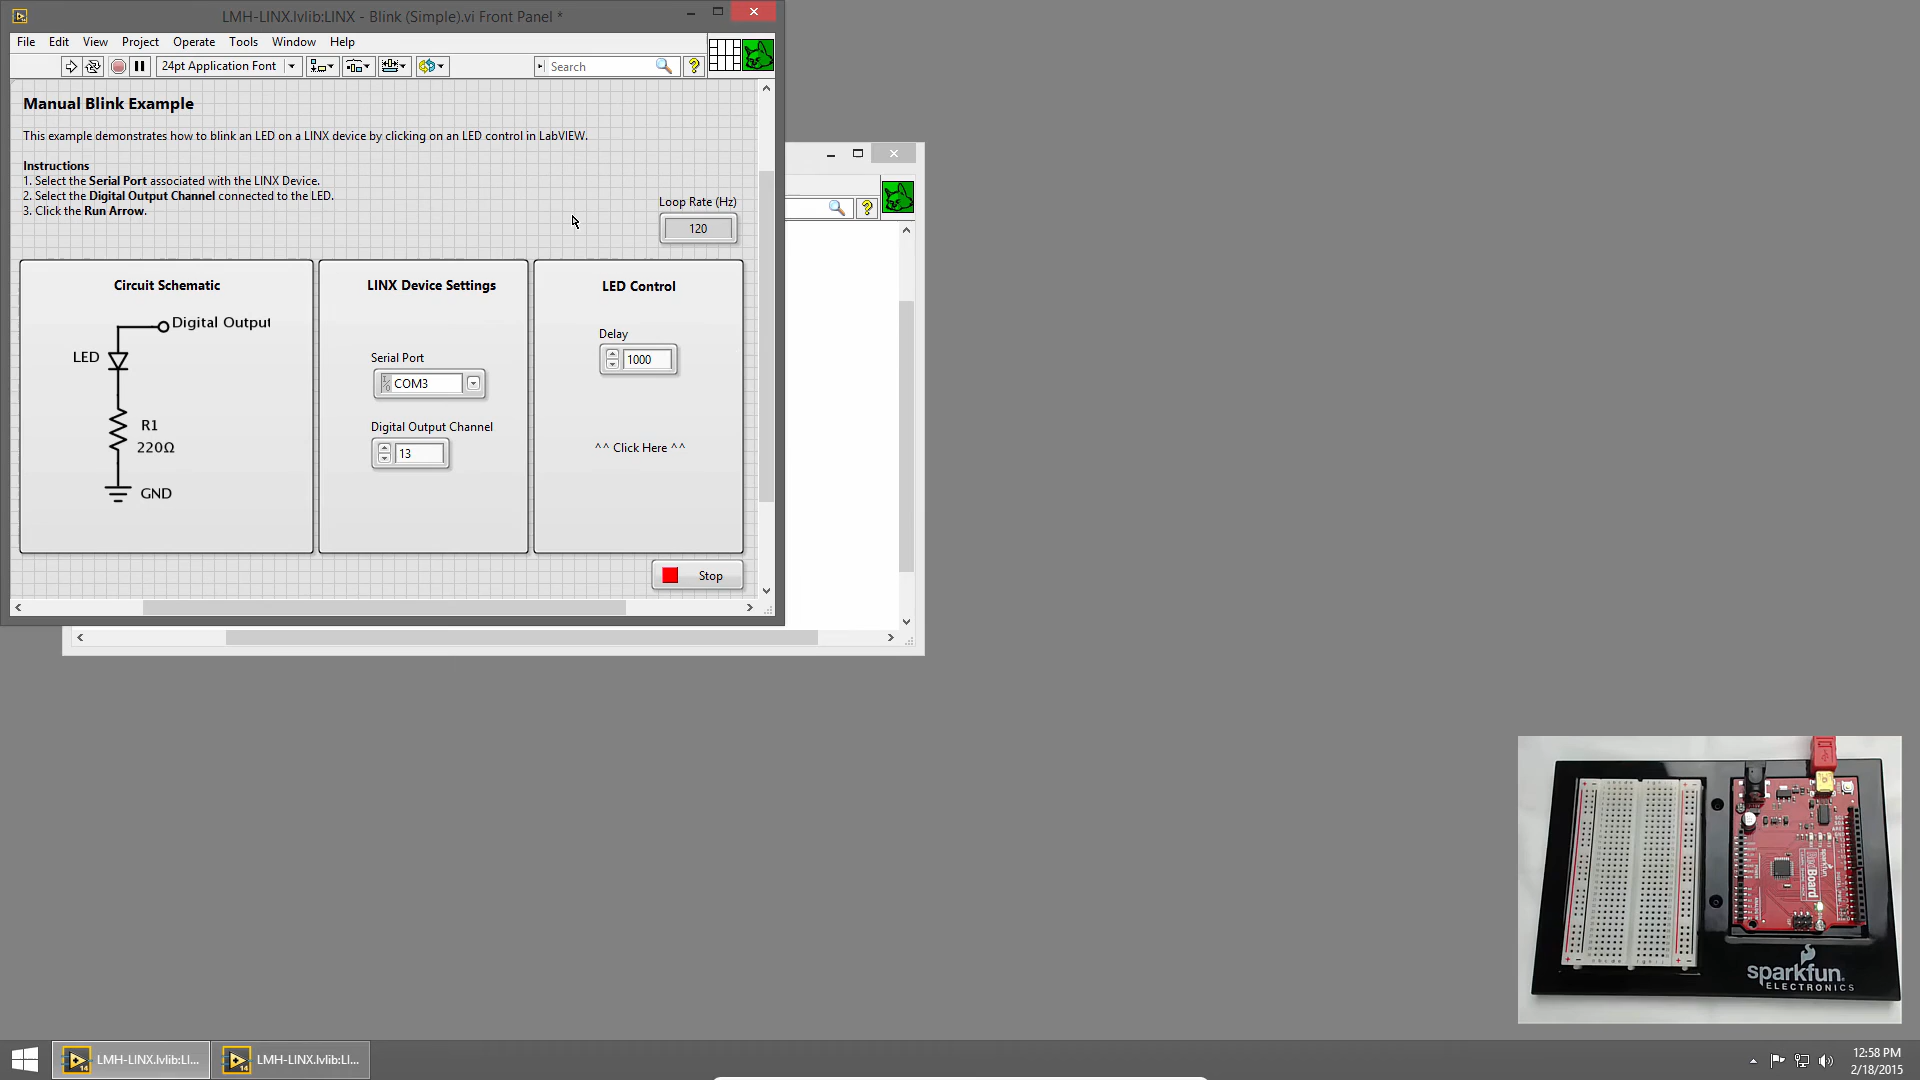 LMH-LINX.lvlib:LINX - Blink (Simple).vi Front Panel *
File Edit View Project Operate Tools Window Help
24pt Application Font
Search
Manual Blink Example
This example demonstrates how to blink an LED on a LINX device by clicking on an LED control in LabVIEW.
Instructions
1. Select the Serial Port associated with the LINX Device.
2. Select the Digital Output Channel connected to the LED.
3. Click the Run Arrow.
Loop Rate (Hz)
120
Circuit Schematic
Digital Output
LED
R1
220Ω
GND
LINX Device Settings
Serial Port
COM3
Digital Output Channel
13
LED Control
Delay
1000
^^ Click Here ^^
Stop
sparkfun
ELECTRONICS
LMH-LINX.lvlib:LI...
LMH-LINX.lvlib:LI...
12:58 PM
2/18/2015